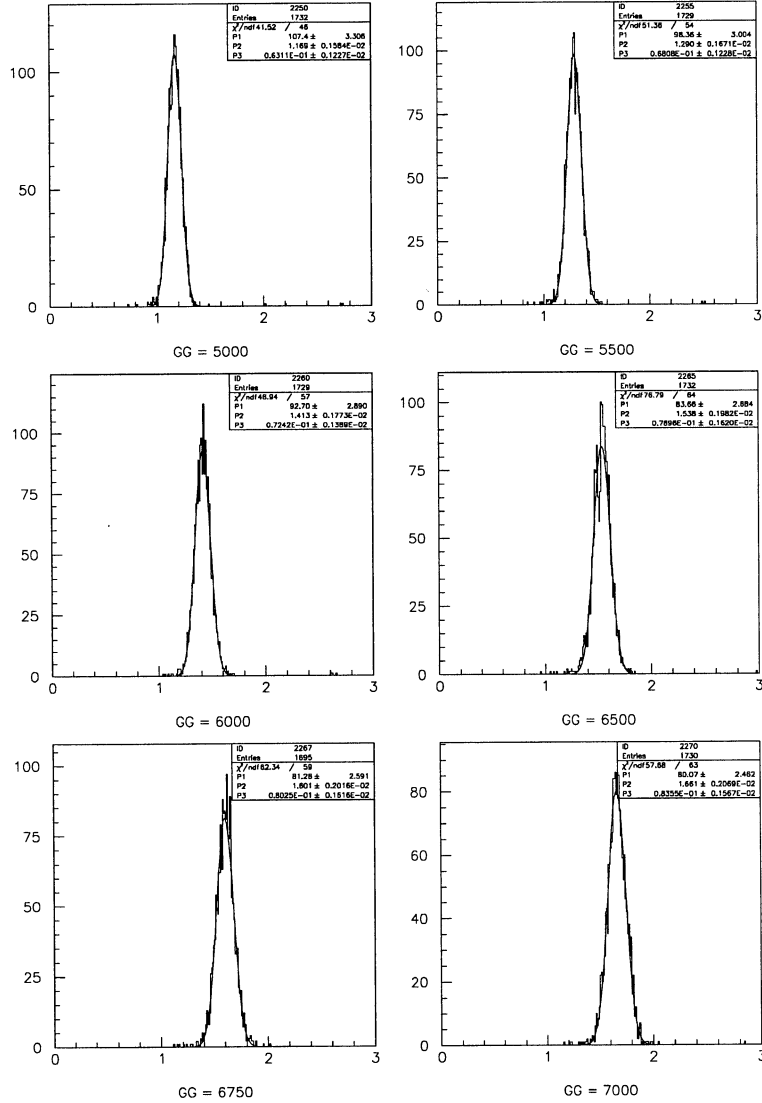 ID 2250
Entries 1732
χ²/ndf 41.52 / 46
P1 107.4 ± 3.306
P2 1.169 ± 0.1584E-02
P3 0.6311E-01 ± 0.1227E-02
100
50
0
0 1 2 3
GG = 5000
ID 2255
Entries 1729
χ²/ndf 51.36 / 54
P1 98.36 ± 3.004
P2 1.290 ± 0.1671E-02
P3 0.6808E-01 ± 0.1228E-02
100
75
50
25
0
0 1 2 3
GG = 5500
ID 2260
Entries 1729
χ²/ndf 46.94 / 57
P1 92.70 ± 2.890
P2 1.413 ± 0.1773E-02
P3 0.7242E-01 ± 0.1389E-02
125
100
75
50
25
0
0 1 2 3
GG = 6000
ID 2265
Entries 1732
χ²/ndf 76.79 / 64
P1 83.66 ± 2.684
P2 1.538 ± 0.1982E-02
P3 0.7896E-01 ± 0.1620E-02
100
75
50
25
0
0 1 2 3
GG = 6500
ID 2267
Entries 1695
χ²/ndf 62.34 / 59
P1 81.28 ± 2.591
P2 1.601 ± 0.2016E-02
P3 0.8025E-01 ± 0.1616E-02
100
75
50
25
0
0 1 2 3
GG = 6750
ID 2270
Entries 1730
χ²/ndf 57.68 / 63
P1 80.07 ± 2.462
P2 1.661 ± 0.2069E-02
P3 0.8355E-01 ± 0.1567E-02
80
60
40
20
0
0 1 2 3
GG = 7000